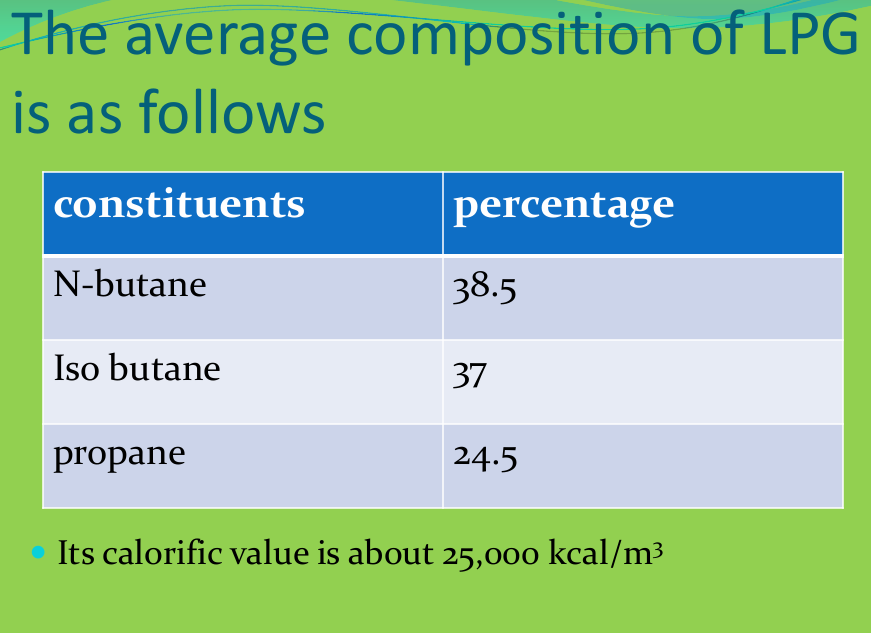 The average composition of LPG
is as follows
constituents percentage
N-butane 38.5
Iso butane 37
propane 24.5
Its calorific value is about 25,000 kcal/m³